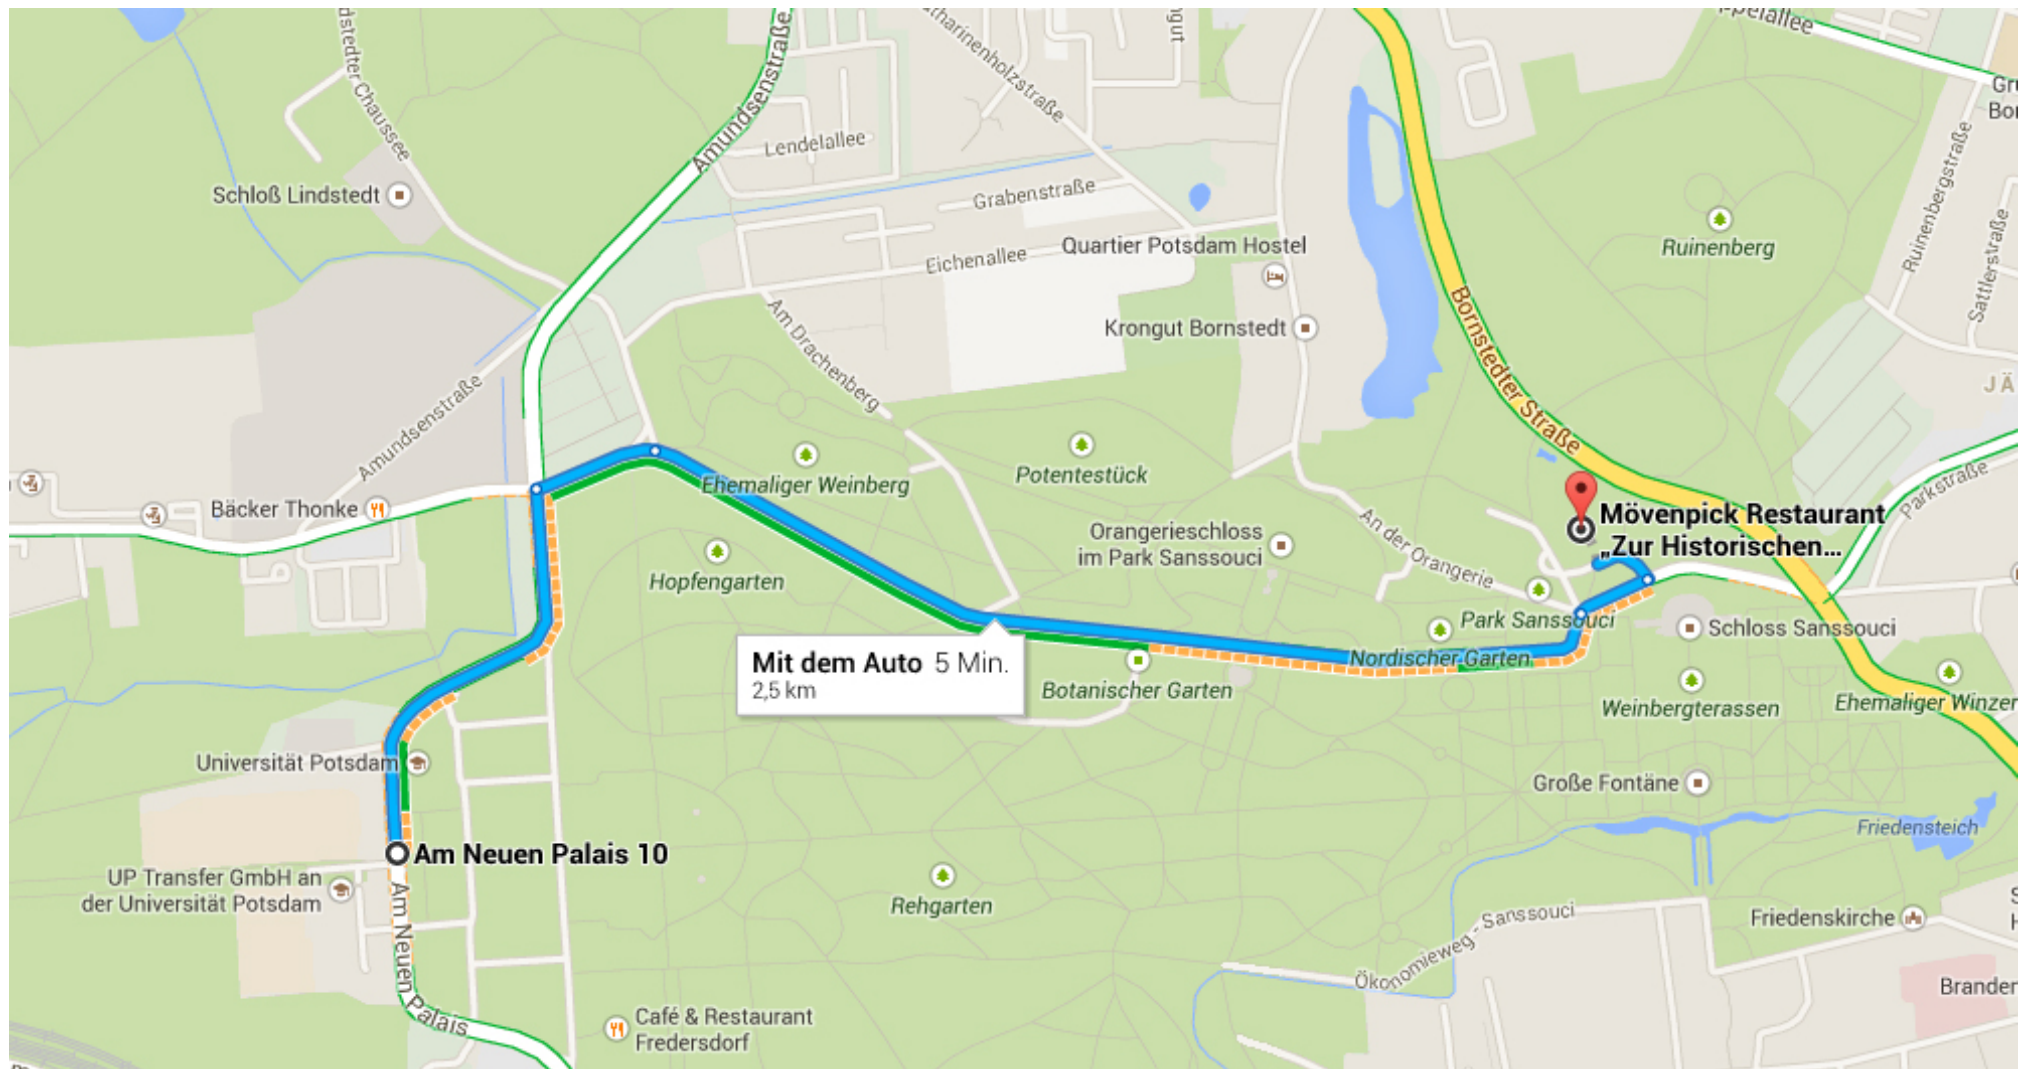 Amundsenstraße
Lendelallee
Grabenstraße
Schloß Lindstedt
Quartier Potsdam Hostel
Eichenallee
Ruinenberg
Ruinenbergstraße
Sattlerstraße
Krongut Bornstedt
Am Drachenberg
Bornstedter Straße
JÄ
Amundsenstraße
Potentestück
Ehemaliger Weinberg
Parkstraße
Bäcker Thonke
Mövenpick Restaurant
„Zur Historischen...
Orangerieschloss
im Park Sanssouci
An der Orangerie
Hopfengarten
Park Sanssouci
Schloss Sanssouci
Nordischer Garten
Mit dem Auto 5 Min.
2,5 km
Botanischer Garten
Weinbergterassen
Ehemaliger Winzer
Universität Potsdam
Große Fontäne
Friedensteich
Am Neuen Palais 10
UP Transfer GmbH an
der Universität Potsdam
Rehgarten
Am Neuen Palais
Ökonomieweg - Sanssouci
Friedenskirche
Brander
Café & Restaurant
Fredersdorf